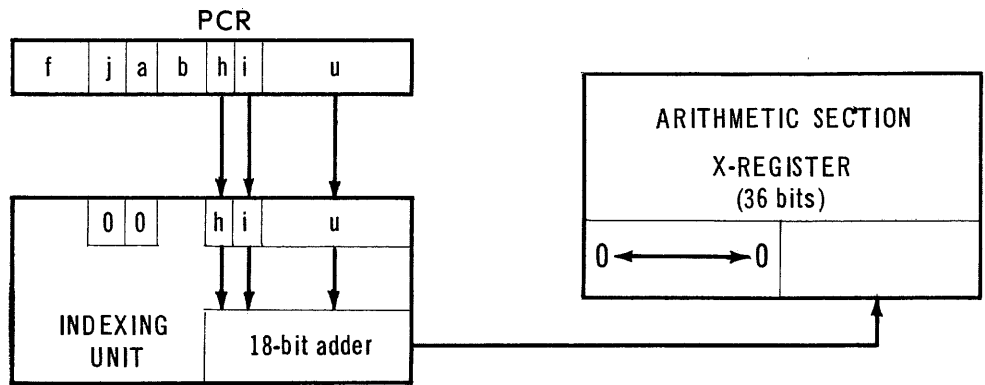 PCR
f j a b h i u
ARITHMETIC SECTION
X-REGISTER
(36 bits)
0 0 h i u
0 0
INDEXING
UNIT
18-bit adder